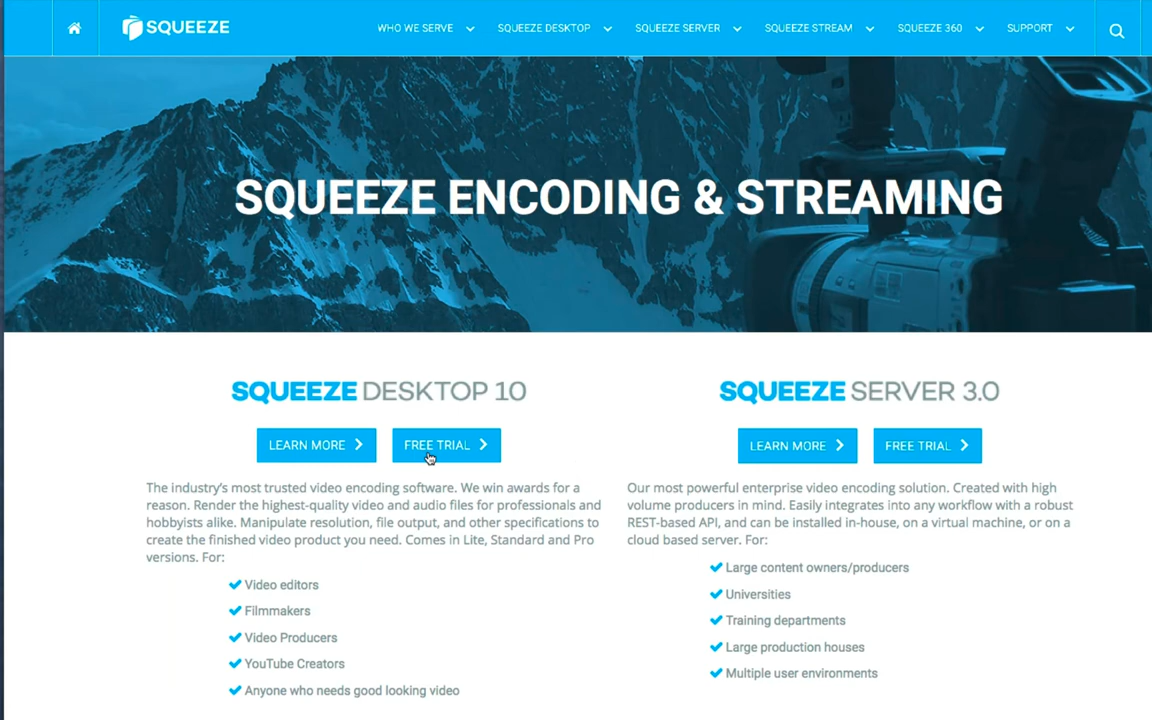 SQUEEZE
WHO WE SERVE
SQUEEZE DESKTOP
SQUEEZE SERVER
SQUEEZE STREAM
SQUEEZE 360
SUPPORT
SQUEEZE ENCODING & STREAMING
SQUEEZE DESKTOP 10
LEARN MORE
FREE TRIAL
The industry's most trusted video encoding software. We win awards for a
reason. Render the highest-quality video and audio files for professionals and
hobbyists alike. Manipulate resolution, file output, and other specifications to
create the finished video product you need. Comes in Lite, Standard and Pro
versions. For:
Video editors
Filmmakers
Video Producers
YouTube Creators
Anyone who needs good looking video
SQUEEZE SERVER 3.0
LEARN MORE
FREE TRIAL
Our most powerful enterprise video encoding solution. Created with high
volume producers in mind. Easily integrates into any workflow with a robust
REST-based API, and can be installed in-house, on a virtual machine, or on a
cloud based server. For:
Large content owners/producers
Universities
Training departments
Large production houses
Multiple user environments